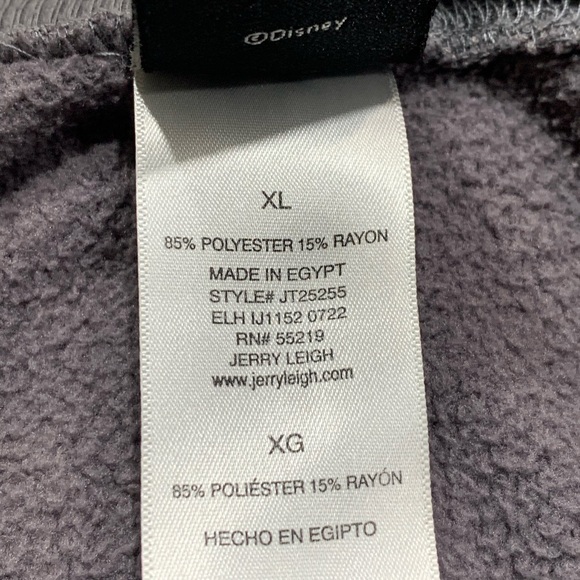 ©Disney
XL
85% POLYESTER 15% RAYON
MADE IN EGYPT
STYLE# JT25255
ELH IJ1152 0722
RN# 55219
JERRY LEIGH
www.jerryleigh.com
XG
85% POLIÉSTER 15% RAYÓN
HECHO EN EGIPTO